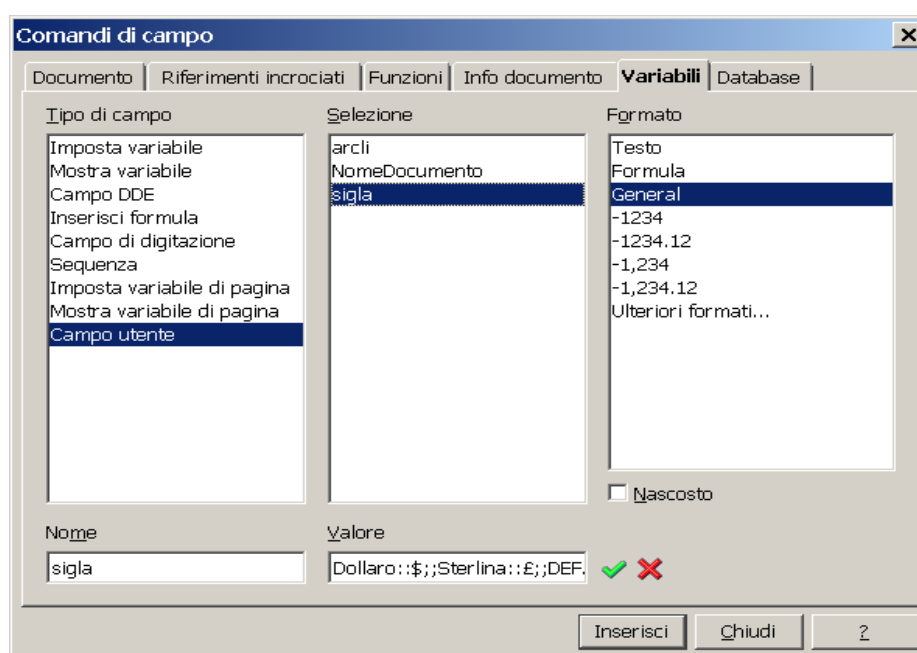 Comandi di campo
Documento
Riferimenti incrociati
Funzioni
Info documento
Variabili
Database
Tipo di campo
Imposta variabile
Mostra variabile
Campo DDE
Inserisci formula
Campo di digitazione
Sequenza
Imposta variabile di pagina
Mostra variabile di pagina
Campo utente
Selezione
arcli
NomeDocumento
sigla
Formato
Testo
Formula
General
-1234
-1234.12
-1,234
-1,234.12
Ulteriori formati...
Nascosto
Nome
sigla
Valore
Dollaro::$;;Sterlina::£;;DEF.
Inserisci
Chiudi
?